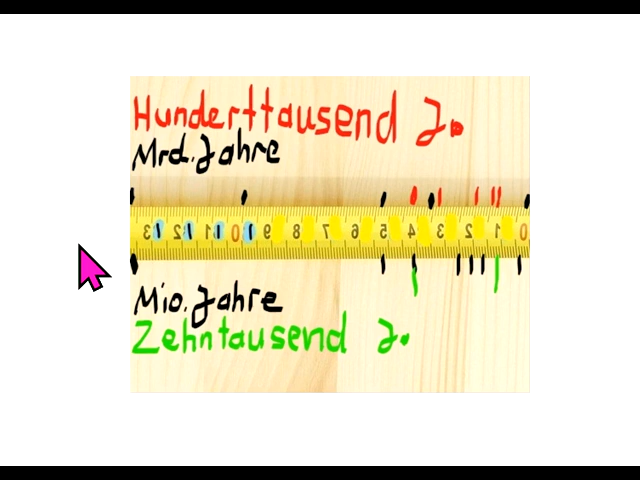 Hunderttausend J.
Mrd. Jahre
13 12 11 10 9 8 7 6 5 4 3 2 1 0
Mio. Jahre
Zehntausend J.